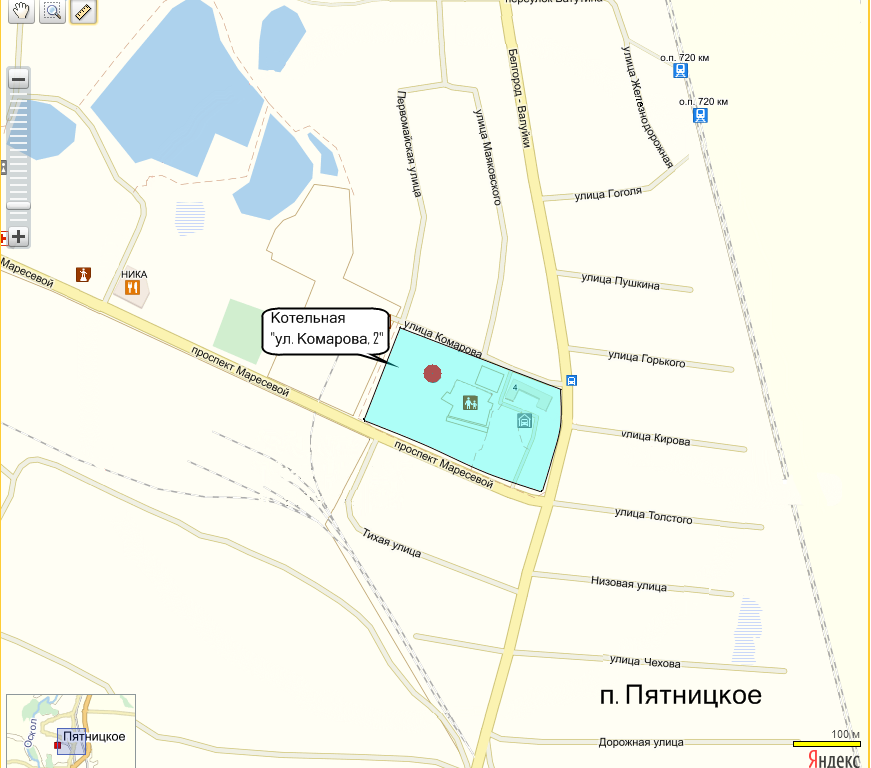 переулок Ватутина
о.п. 720 км
о.п. 720 км
улица Железнодорожная
Белгород - Валуйки
Первомайская улица
улица Маяковского
улица Гоголя
Маресевой
НИКА
улица Пушкина
Котельная
"ул. Комарова, 2"
улица Комарова
проспект Маресевой
улица Горького
4
улица Кирова
проспект Маресевой
улица Толстого
Тихая улица
Низовая улица
улица Чехова
п. Пятницкое
Оскол
Пятницкое
Дорожная улица
100 м
Яндекс